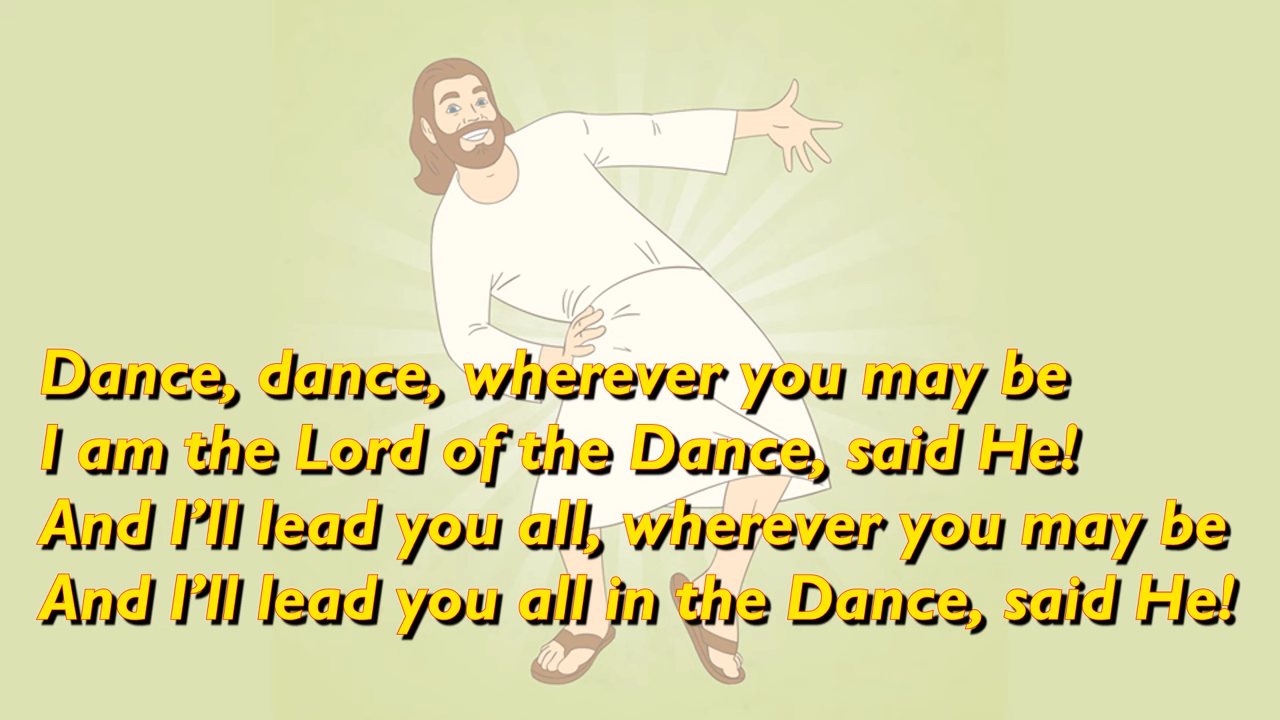 Dance, dance, wherever you may be
I am the Lord of the Dance, said He!
And I’ll lead you all, wherever you may be
And I’ll lead you all in the Dance, said He!